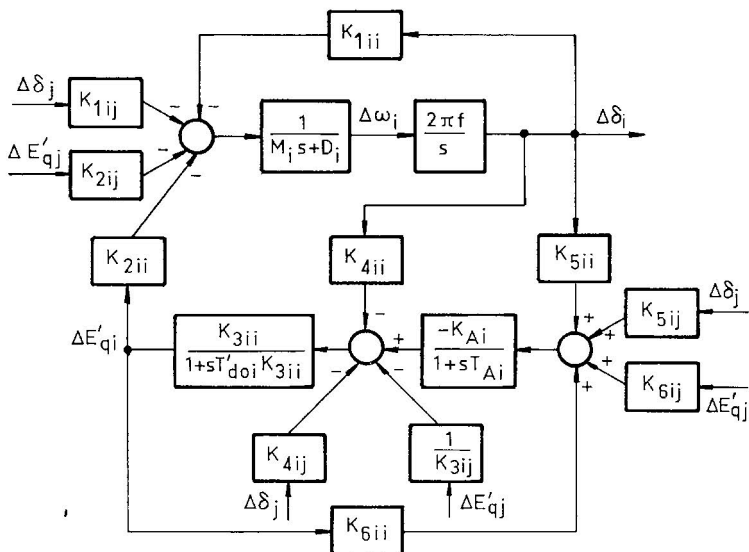 K1ii
Δδj
K1ij
ΔE'qj
K2ij
− − − −
1
Mi s+Di
Δωi
2πf
s
Δδi
K2ii
K4ii
K5ii
Δδj
K5ij
K6ij
ΔE'qj
+ + + +
ΔE'qi
K3ii
1+sT'doi K3ii
− + − −
-KAi
1+sTAi
K4ij
Δδj
1
K3ij
ΔE'qj
K6ii